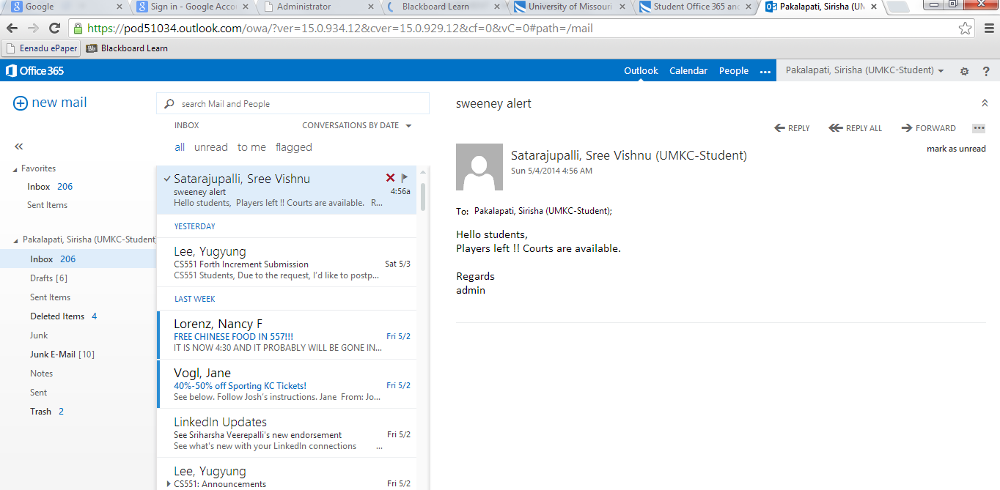 Google
Sign in - Google Acco
Administrator
Blackboard Learn
University of Missouri
Student Office 365 and
Pakalapati, Sirisha (UM
https://pod51034.outlook.com/owa/?ver=15.0.934.12&cver=15.0.929.12&cf=0&vC=0#path=/mail
Eenadu ePaper
Bb Blackboard Learn
Office 365
Outlook Calendar People ... Pakalapati, Sirisha (UMKC-Student) ?
new mail
«
Favorites
Inbox 206
Sent Items
Pakalapati, Sirisha (UMKC-Student
Inbox 206
Drafts [6]
Sent Items
Deleted Items 4
Junk
Junk E-Mail [10]
Notes
Sent
Trash 2
search Mail and People
INBOX CONVERSATIONS BY DATE
all unread to me flagged
Satarajupalli, Sree Vishnu
sweeney alert 4:56a
Hello students, Players left !! Courts are available. R...
YESTERDAY
Lee, Yugyung
CS551 Forth Increment Submission Sat 5/3
CS551 Students, Due to the request, I'd like to postp...
LAST WEEK
Lorenz, Nancy F
FREE CHINESE FOOD IN 557!!! Fri 5/2
IT IS NOW 4:30 AND IT PROBABLY WILL BE GONE IN...
Vogl, Jane
40%-50% off Sporting KC Tickets! Fri 5/2
See below. Follow Josh's instructions. Jane From: Jo...
LinkedIn Updates
See Sriharsha Veerepalli's new endorsement Fri 5/2
See what's new with your LinkedIn connections ...
Lee, Yugyung
CS551: Announcements Fri 5/2
sweeney alert
REPLY REPLY ALL FORWARD ...
mark as unread
Satarajupalli, Sree Vishnu (UMKC-Student)
Sun 5/4/2014 4:56 AM
To: Pakalapati, Sirisha (UMKC-Student);
Hello students,
Players left !! Courts are available.
Regards
admin